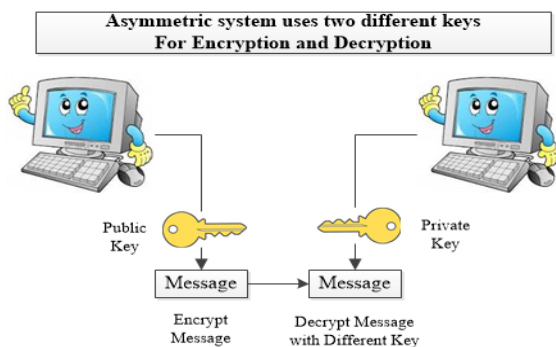 Asymmetric system uses two different keys
For Encryption and Decryption
Public
Key
Private
Key
Message
Message
Encrypt
Message
Decrypt Message
with Different Key